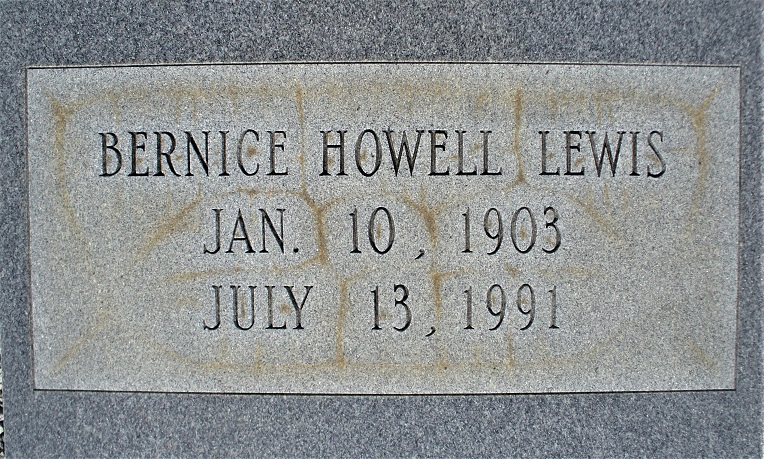 BERNICE HOWELL LEWIS
JAN. 10, 1903
JULY 13, 1991